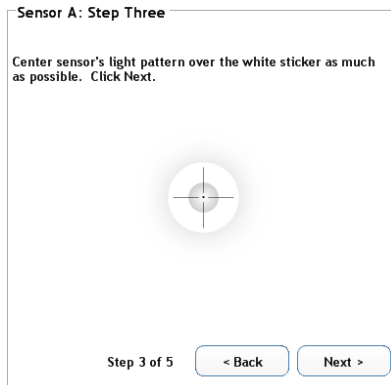 Sensor A: Step Three
Center sensor's light pattern over the white sticker as much
as possible. Click Next.
Step 3 of 5
< Back
Next >